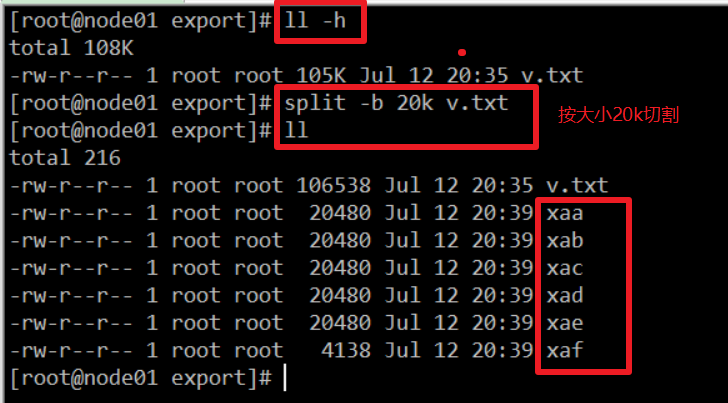 [root@node01 export]# ll -h
total 108K
-rw-r--r-- 1 root root 105K Jul 12 20:35 v.txt
[root@node01 export]# split -b 20k v.txt
按大小20k切割
[root@node01 export]# ll
total 216
-rw-r--r-- 1 root root 106538 Jul 12 20:35 v.txt
-rw-r--r-- 1 root root  20480 Jul 12 20:39 xaa
-rw-r--r-- 1 root root  20480 Jul 12 20:39 xab
-rw-r--r-- 1 root root  20480 Jul 12 20:39 xac
-rw-r--r-- 1 root root  20480 Jul 12 20:39 xad
-rw-r--r-- 1 root root  20480 Jul 12 20:39 xae
-rw-r--r-- 1 root root   4138 Jul 12 20:39 xaf
[root@node01 export]#